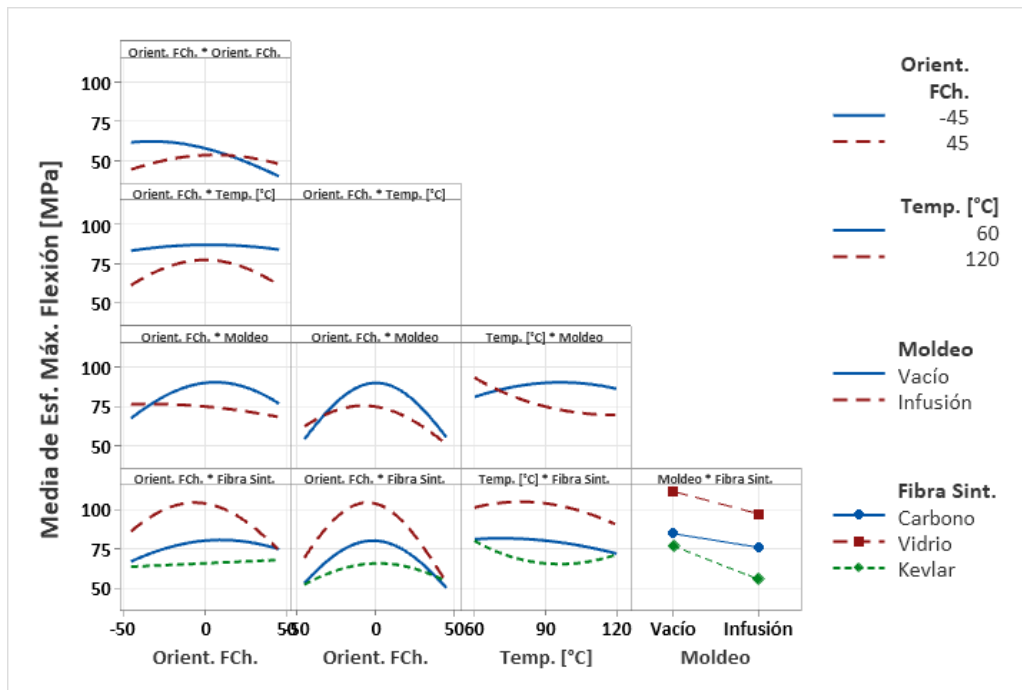 Media de Esf. Máx. Flexión [MPa]
Orient. FCh. * Orient. FCh.
100
75
50
Orient. FCh. * Temp. [°C]
Orient. FCh. * Temp. [°C]
100
75
50
Orient. FCh. * Moldeo
Orient. FCh. * Moldeo
Temp. [°C] * Moldeo
100
75
50
Orient. FCh. * Fibra Sint.
Orient. FCh. * Fibra Sint.
Temp. [°C] * Fibra Sint.
Moldeo * Fibra Sint.
100
75
50
-50 0 50
-50 0 50
60 90 120
Vacío Infusión
Orient. FCh.
Orient. FCh.
Temp. [°C]
Moldeo
Orient.
FCh.
-45
45
Temp. [°C]
60
120
Moldeo
Vacío
Infusión
Fibra Sint.
Carbono
Vidrio
Kevlar